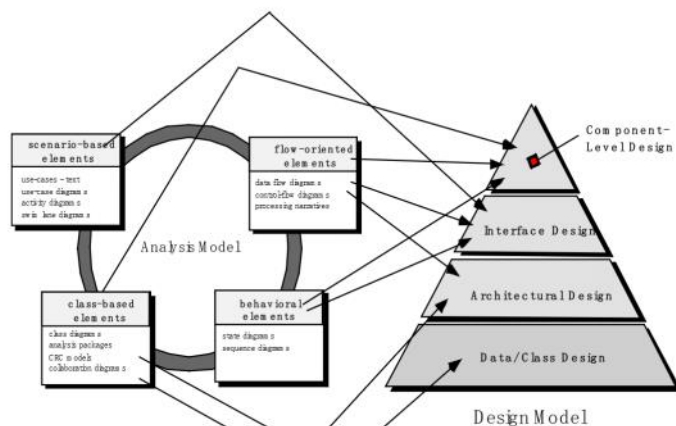 scenario-based
elements
use-cases - text
use-case diagrams
activity diagrams
swim lane diagrams
flow-oriented
elements
data flow diagrams
control-flow diagrams
processing narratives
Analysis Model
class-based
elements
class diagrams
analysis packages
CRC models
collaboration diagrams
behavioral
elements
state diagrams
sequence diagrams
Component-
Level Design
Interface Design
Architectural Design
Data/Class Design
Design Model